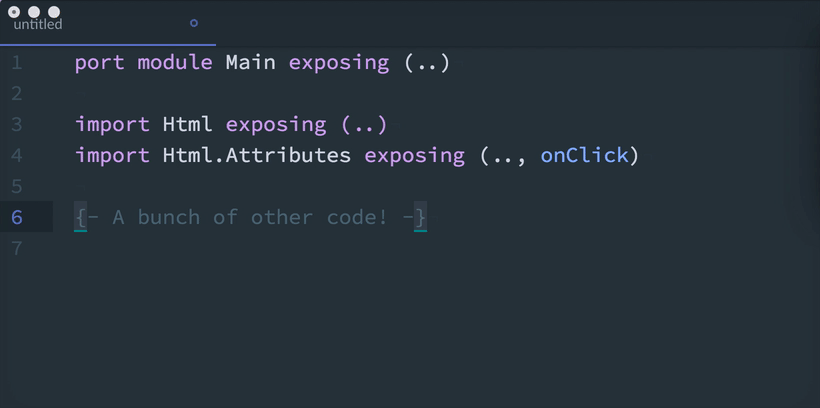 untitled
1 port module Main exposing (..)
2
3 import Html exposing (..)
4 import Html.Attributes exposing (.., onClick)
5
6 {- A bunch of other code! -}
7